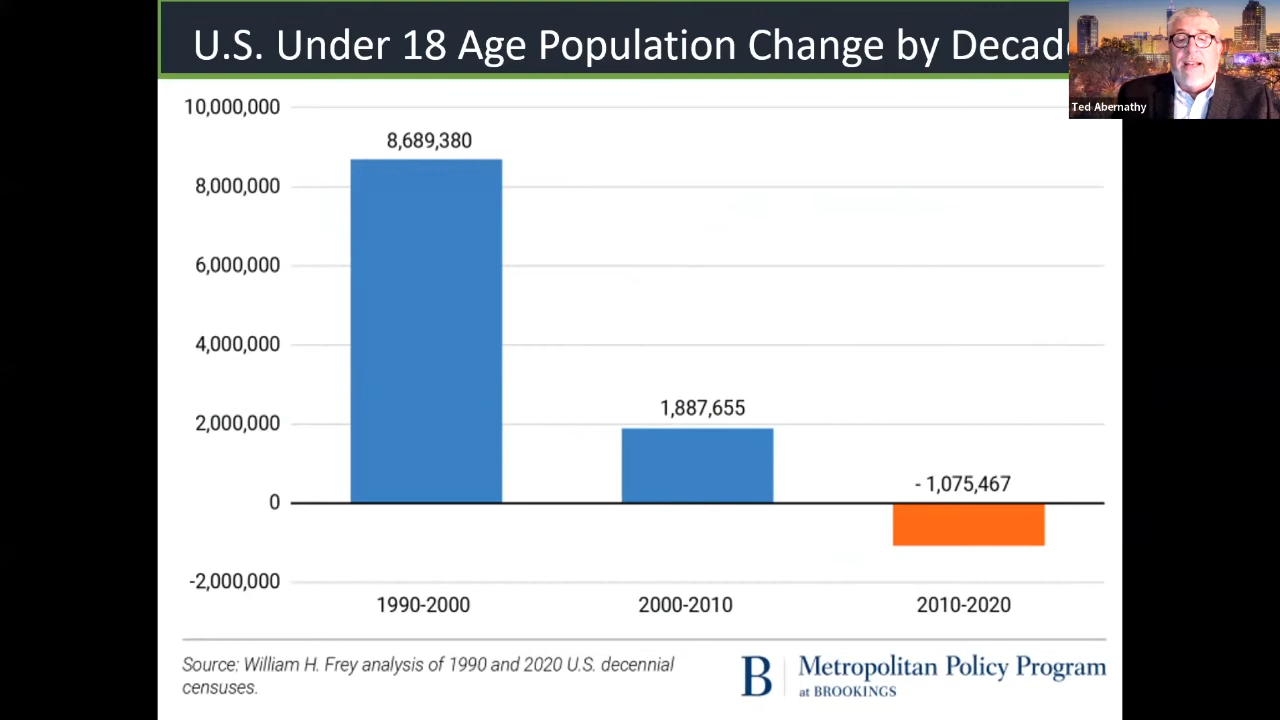 U.S. Under 18 Age Population Change by Decade
Ted Abernathy
10,000,000
8,689,380
8,000,000
6,000,000
4,000,000
1,887,655
2,000,000
- 1,075,467
0
-2,000,000
1990-2000 2000-2010 2010-2020
Source: William H. Frey analysis of 1990 and 2020 U.S. decennial
censuses.
B Metropolitan Policy Program
at BROOKINGS